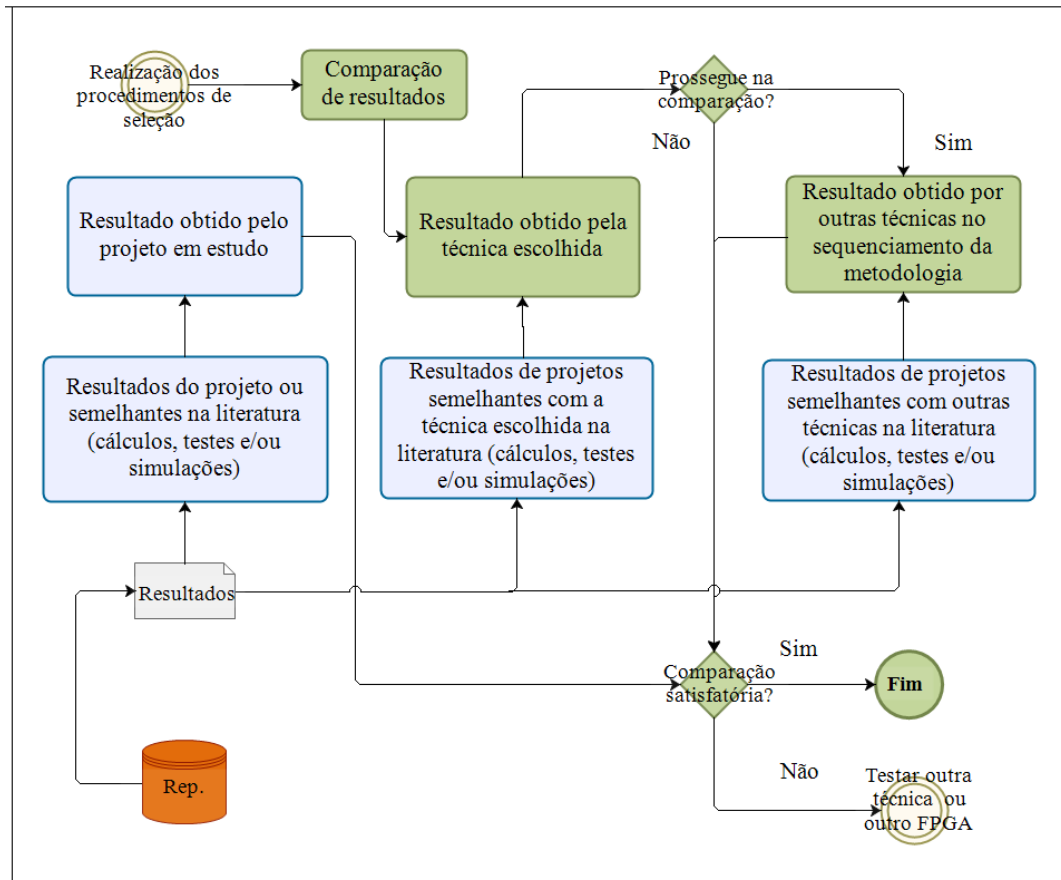 Realização dos
procedimentos de
seleção
Comparação
de resultados
Prossegue na
comparação?
Não
Sim
Resultado obtido pelo
projeto em estudo
Resultado obtido pela
técnica escolhida
Resultado obtido por
outras técnicas no
sequenciamento da
metodologia
Resultados do projeto ou
semelhantes na literatura
(cálculos, testes e/ou
simulações)
Resultados de projetos
semelhantes com a
técnica escolhida na
literatura (cálculos, testes
e/ou simulações)
Resultados de projetos
semelhantes com outras
técnicas na literatura
(cálculos, testes e/ou
simulações)
Resultados
Comparação
satisfatória?
Sim
Fim
Rep.
Não
Testar outra
técnica ou
outro FPGA